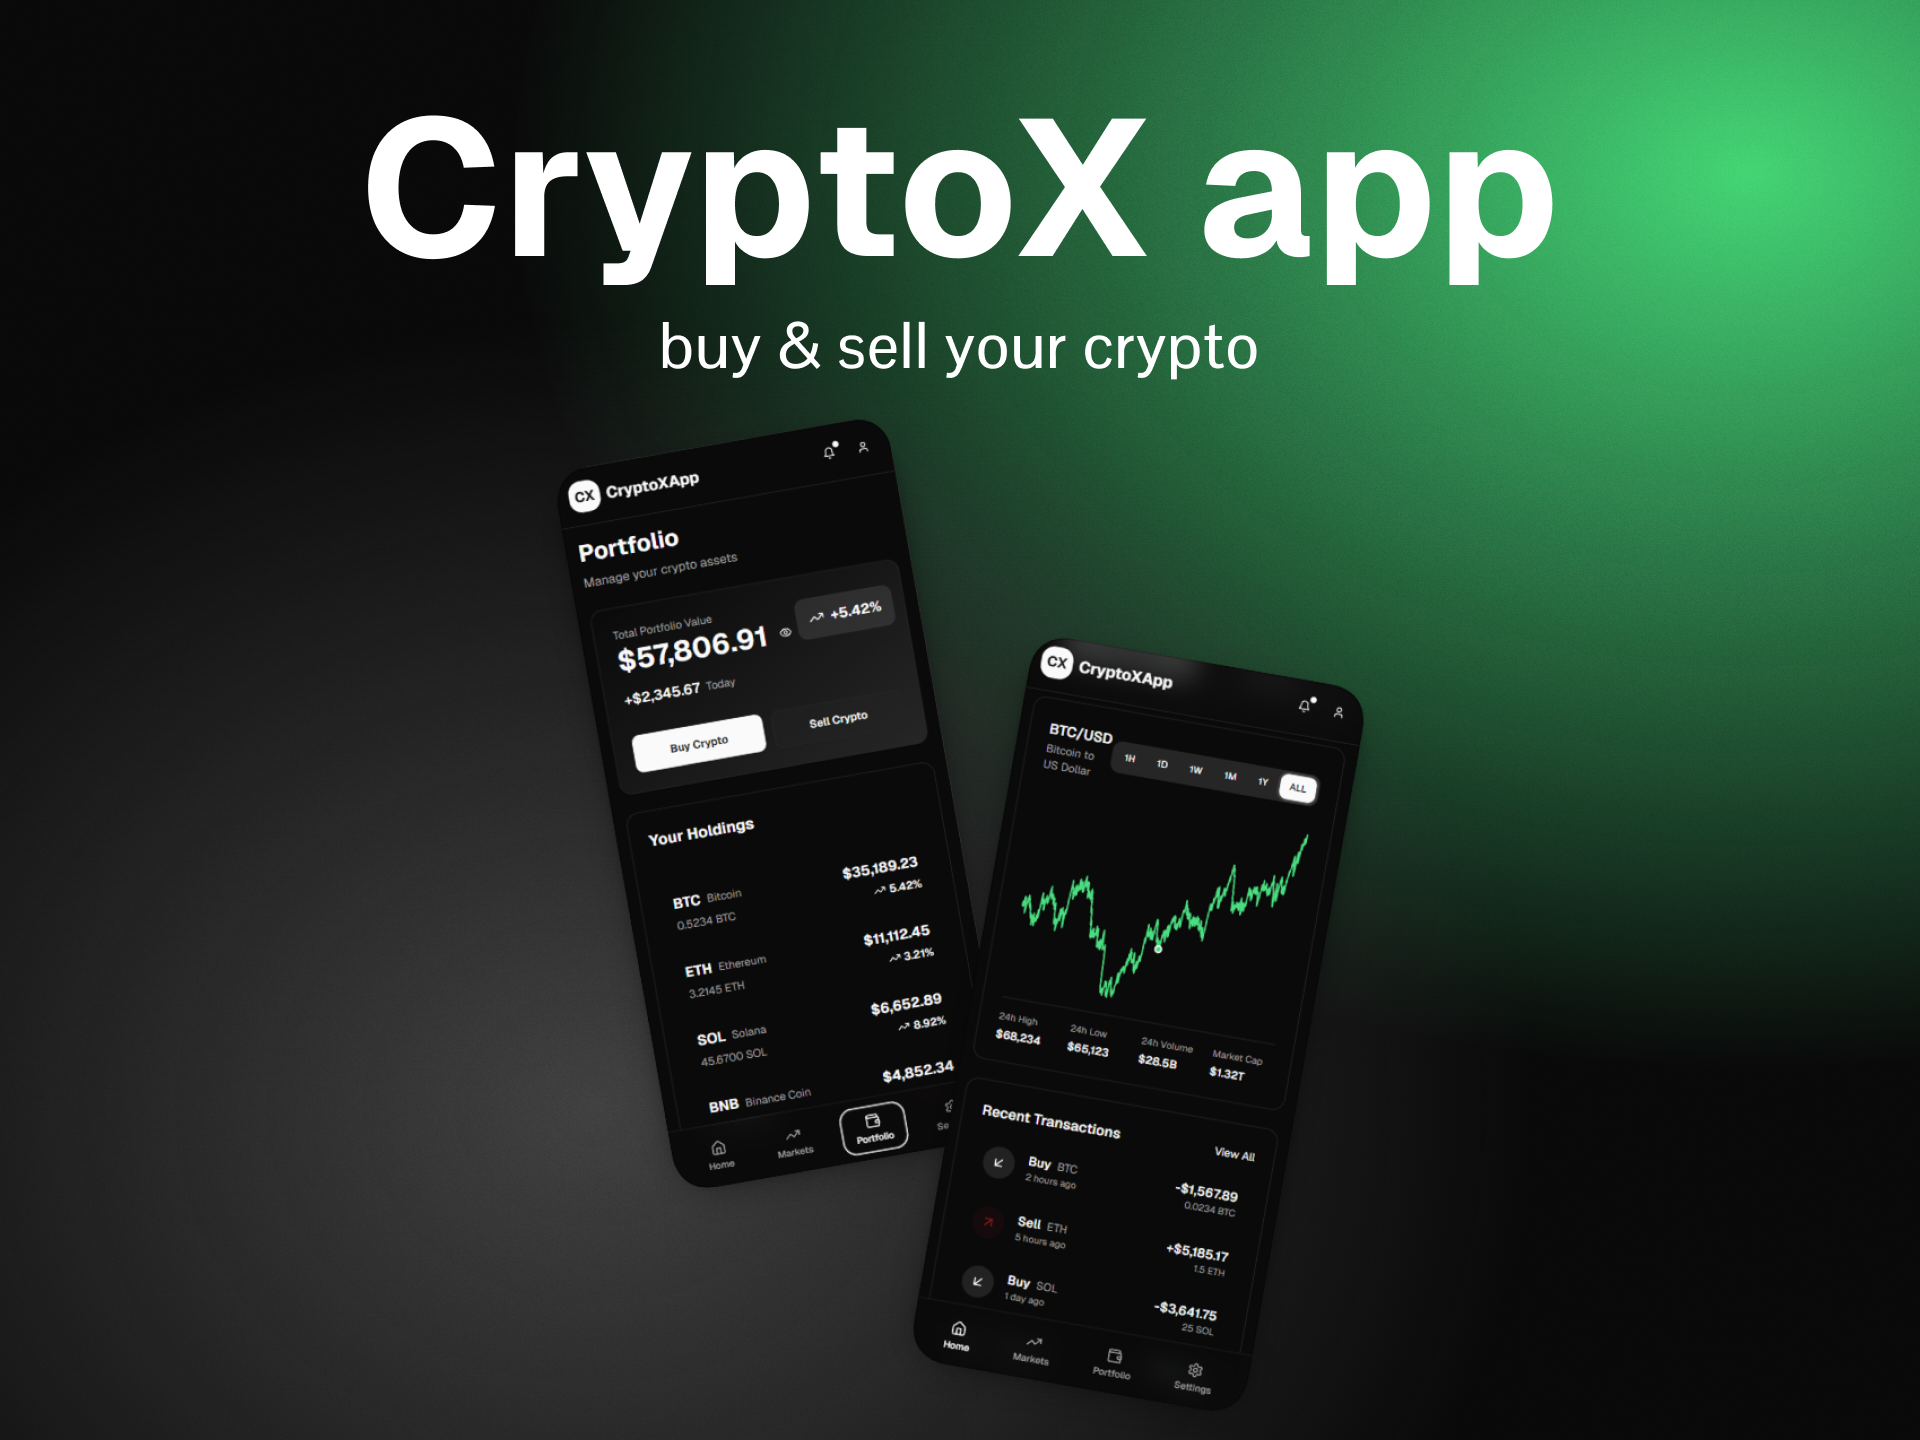 CryptoX app
buy & sell your crypto
CX CryptoXApp
Portfolio
Manage your crypto assets
Total Portfolio Value
$57,806.91
+5.42%
+$2,345.67 Today
Buy Crypto
Sell Crypto
Your Holdings
BTC Bitcoin
0.5234 BTC
$35,189.23
5.42%
ETH Ethereum
3.2145 ETH
$11,112.45
3.21%
SOL Solana
45.6700 SOL
$6,652.89
8.92%
BNB Binance Coin
$4,852.34
Home
Markets
Portfolio
Se
CX CryptoXApp
BTC/USD
Bitcoin to
US Dollar
1H 1D 1W 1M 1Y ALL
24h High
$68,234
24h Low
$65,123
24h Volume
$28.5B
Market Cap
$1.32T
Recent Transactions
View All
Buy BTC
2 hours ago
-$1,567.89
0.0234 BTC
Sell ETH
5 hours ago
+$5,185.17
1.5 ETH
Buy SOL
1 day ago
-$3,641.75
25 SOL
Home
Markets
Portfolio
Settings